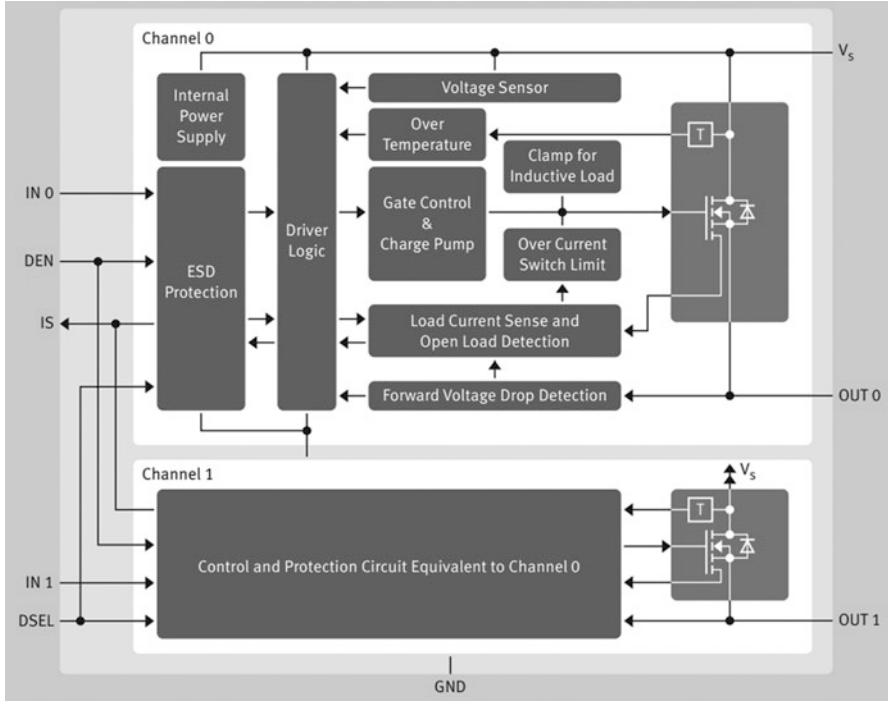 Channel 0
Vs
Internal
Power
Supply
Voltage Sensor
Over
Temperature
T
Clamp for
Inductive Load
IN 0
Driver
Logic
Gate Control
&
Charge Pump
DEN
ESD
Protection
Over Current
Switch Limit
IS
Load Current Sense and
Open Load Detection
Forward Voltage Drop Detection
OUT 0
Channel 1
Vs
T
Control and Protection Circuit Equivalent to Channel 0
IN 1
DSEL
OUT 1
GND